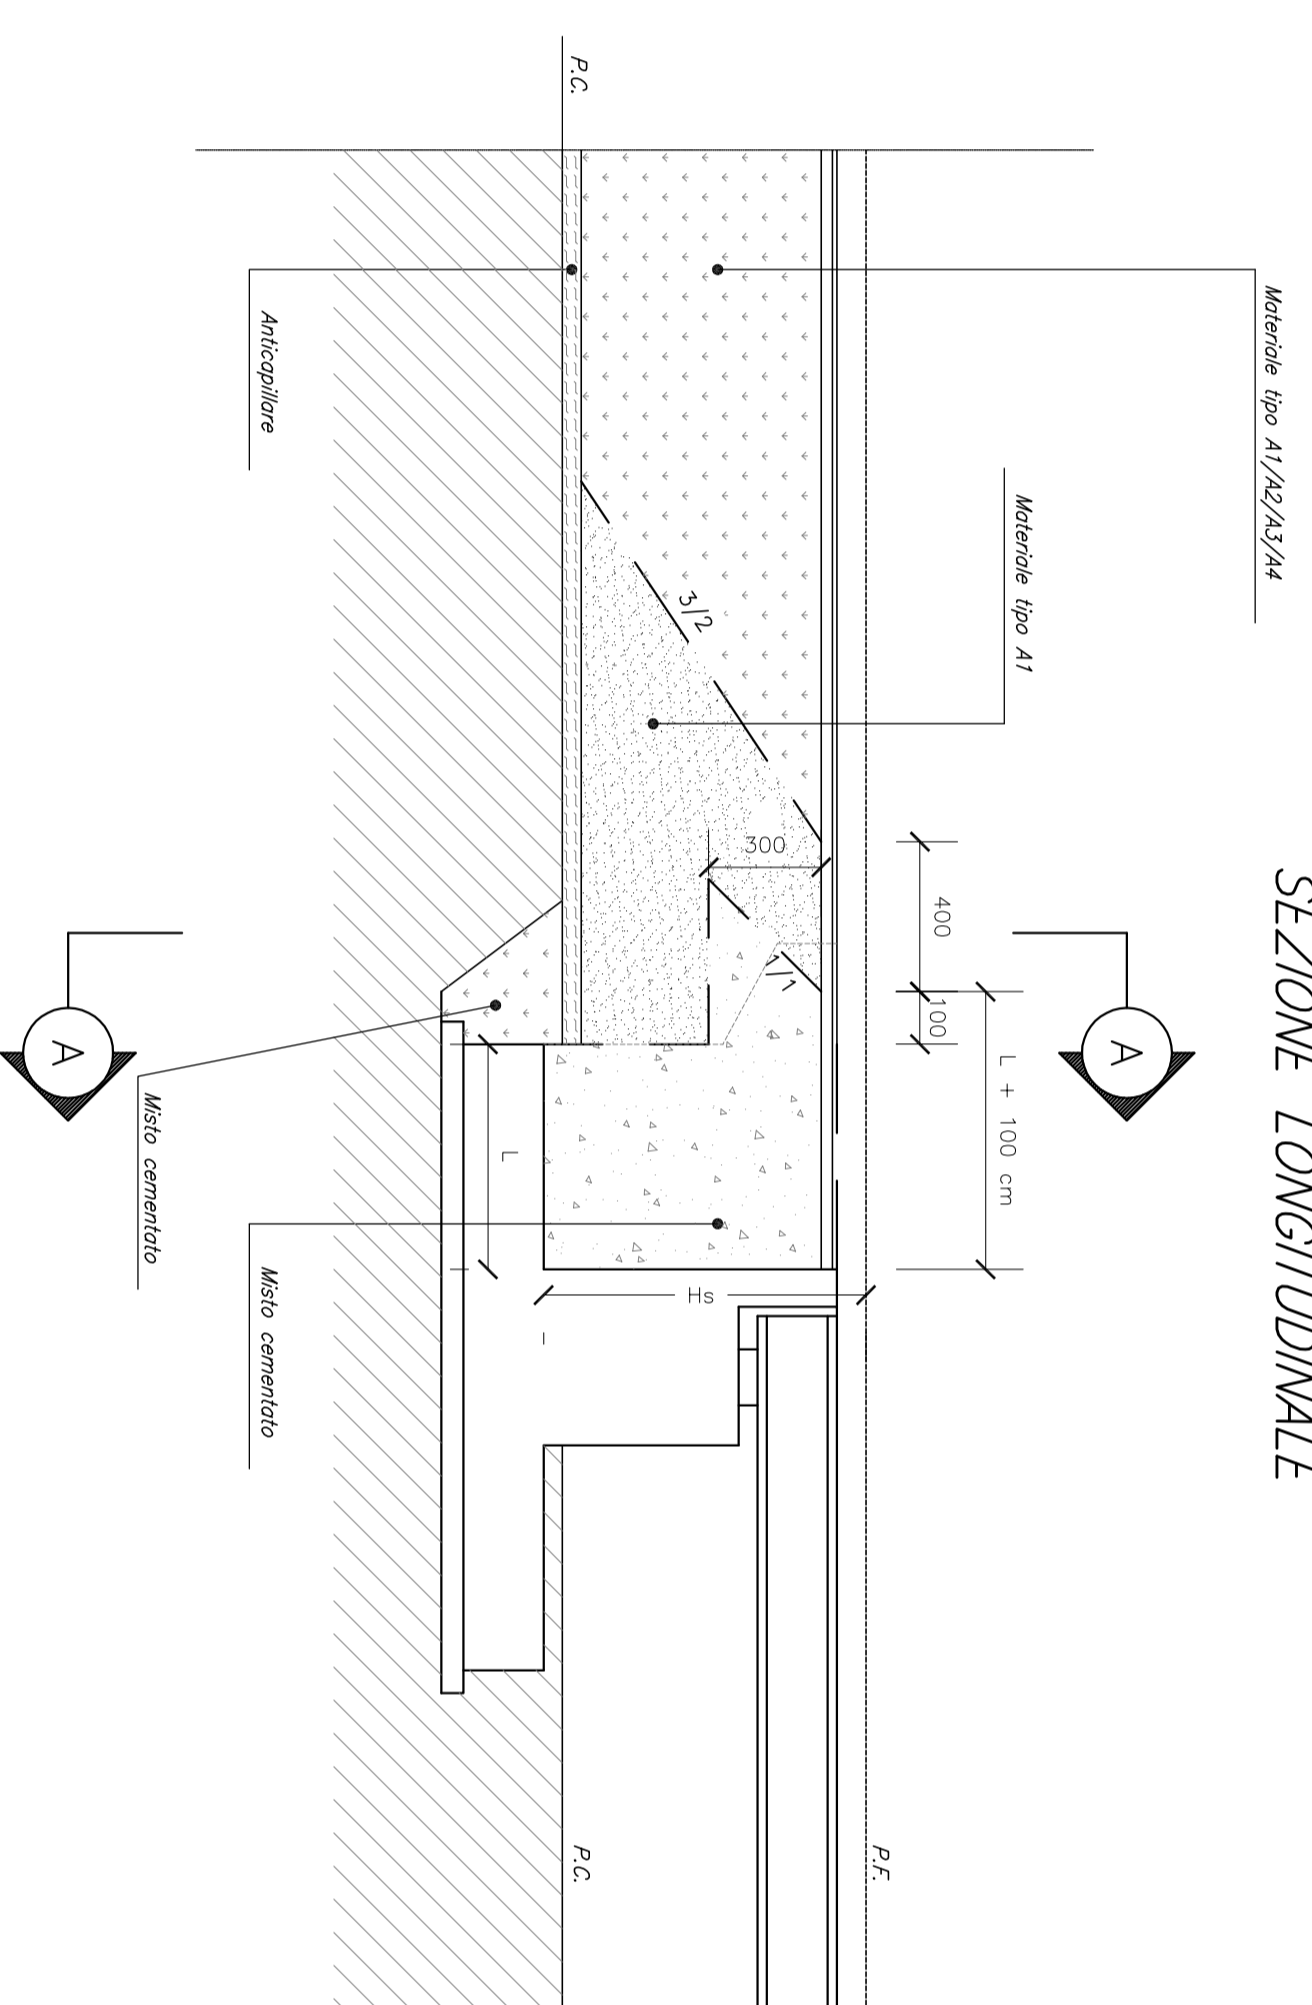 SEZIONE LONGITUDINALE
Materiale tipo A1/A2/A3/A4
Materiale tipo A1
A
L + 100 cm
400
100
P.F.
300
1/1
3/2
Hs
P.C.
P.C.
L
Anticapillare
Misto cementato
Misto cementato
A